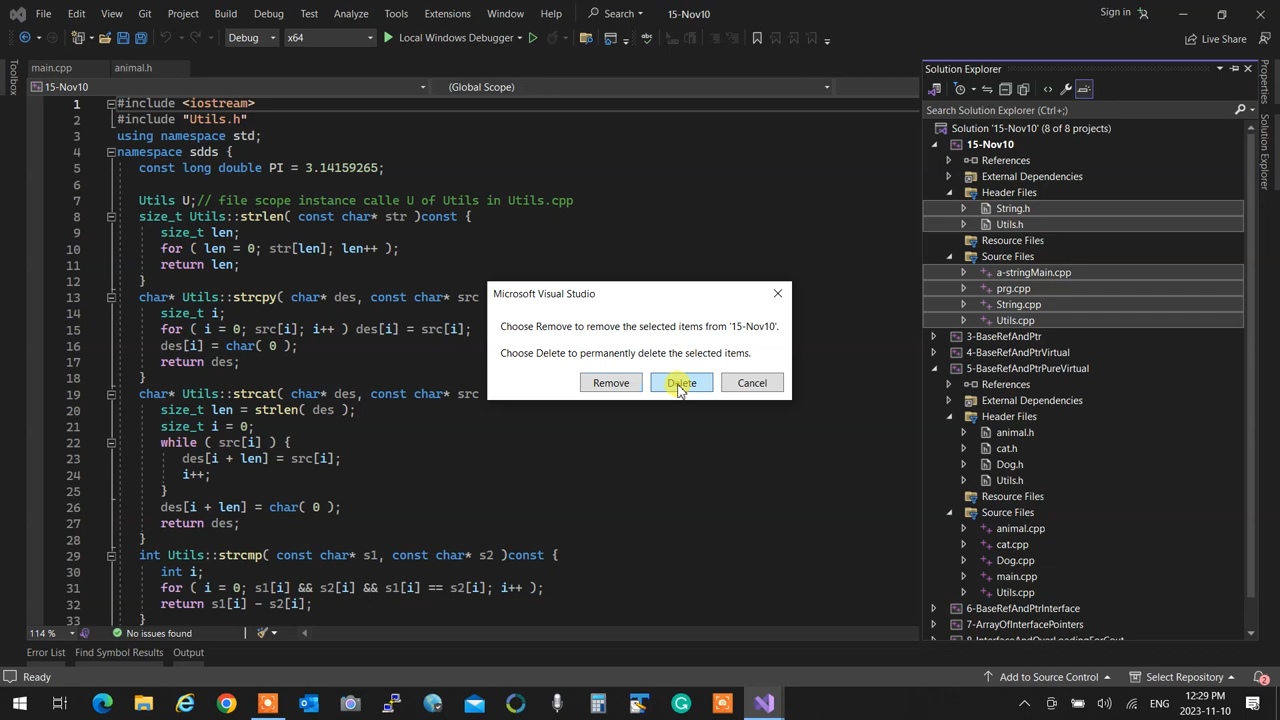 File Edit View Git Project Build Debug Test Analyze Tools Extensions Window Help Search 15-Nov10 Sign in
Debug x64 Local Windows Debugger Live Share
Toolbox
main.cpp animal.h
15-Nov10 (Global Scope)
1 #include <iostream>
2 #include "Utils.h"
3 using namespace std;
4 namespace sdds {
5 const long double PI = 3.14159265;
6
7 Utils U;// file scope instance calle U of Utils in Utils.cpp
8 size_t Utils::strlen( const char* str )const {
9 size_t len;
10 for ( len = 0; str[len]; len++ );
11 return len;
12 }
13 char* Utils::strcpy( char* des, const char* src
14 size_t i;
15 for ( i = 0; src[i]; i++ ) des[i] = src[i];
16 des[i] = char( 0 );
17 return des;
18 }
19 char* Utils::strcat( char* des, const char* src
20 size_t len = strlen( des );
21 size_t i = 0;
22 while ( src[i] ) {
23 des[i + len] = src[i];
24 i++;
25 }
26 des[i + len] = char( 0 );
27 return des;
28 }
29 int Utils::strcmp( const char* s1, const char* s2 )const {
30 int i;
31 for ( i = 0; s1[i] && s2[i] && s1[i] == s2[i]; i++ );
32 return s1[i] - s2[i];
33 }
114 % No issues found
Error List Find Symbol Results Output
Microsoft Visual Studio
Choose Remove to remove the selected items from '15-Nov10'.
Choose Delete to permanently delete the selected items.
Remove Delete Cancel
Solution Explorer
Search Solution Explorer (Ctrl+;)
Solution '15-Nov10' (8 of 8 projects)
15-Nov10
References
External Dependencies
Header Files
String.h
Utils.h
Resource Files
Source Files
a-stringMain.cpp
prg.cpp
String.cpp
Utils.cpp
3-BaseRefAndPtr
4-BaseRefAndPtrVirtual
5-BaseRefAndPtrPureVirtual
References
External Dependencies
Header Files
animal.h
cat.h
Dog.h
Utils.h
Resource Files
Source Files
animal.cpp
cat.cpp
Dog.cpp
main.cpp
Utils.cpp
6-BaseRefAndPtrInterface
7-ArrayOfInterfacePointers
8-InterfaceAndOverLoadingForCout
Properties
Solution Explorer
Ready Add to Source Control Select Repository 2
ENG 12:29 PM
2023-11-10